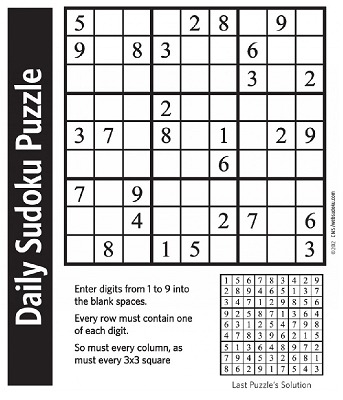 Daily Sudoku Puzzle
5 2 8 9
9 8 3 6
3 2
2
3 7 8 1 2 9
6
7 9
4 2 7 6
8 1 5 3
Enter digits from 1 to 9 into
the blank spaces.
Every row must contain one
of each digit.
So must every column, as
must every 3x3 square
1 5 6 7 8 3 4 2 9
2 8 9 4 6 5 1 3 7
3 4 7 1 2 9 8 5 6
9 2 5 8 7 1 3 6 4
6 3 1 2 5 4 7 9 8
4 7 8 3 9 6 2 1 5
5 1 3 6 4 8 9 7 2
7 9 4 5 3 2 6 8 1
8 6 2 9 1 7 5 4 3
Last Puzzle's Solution